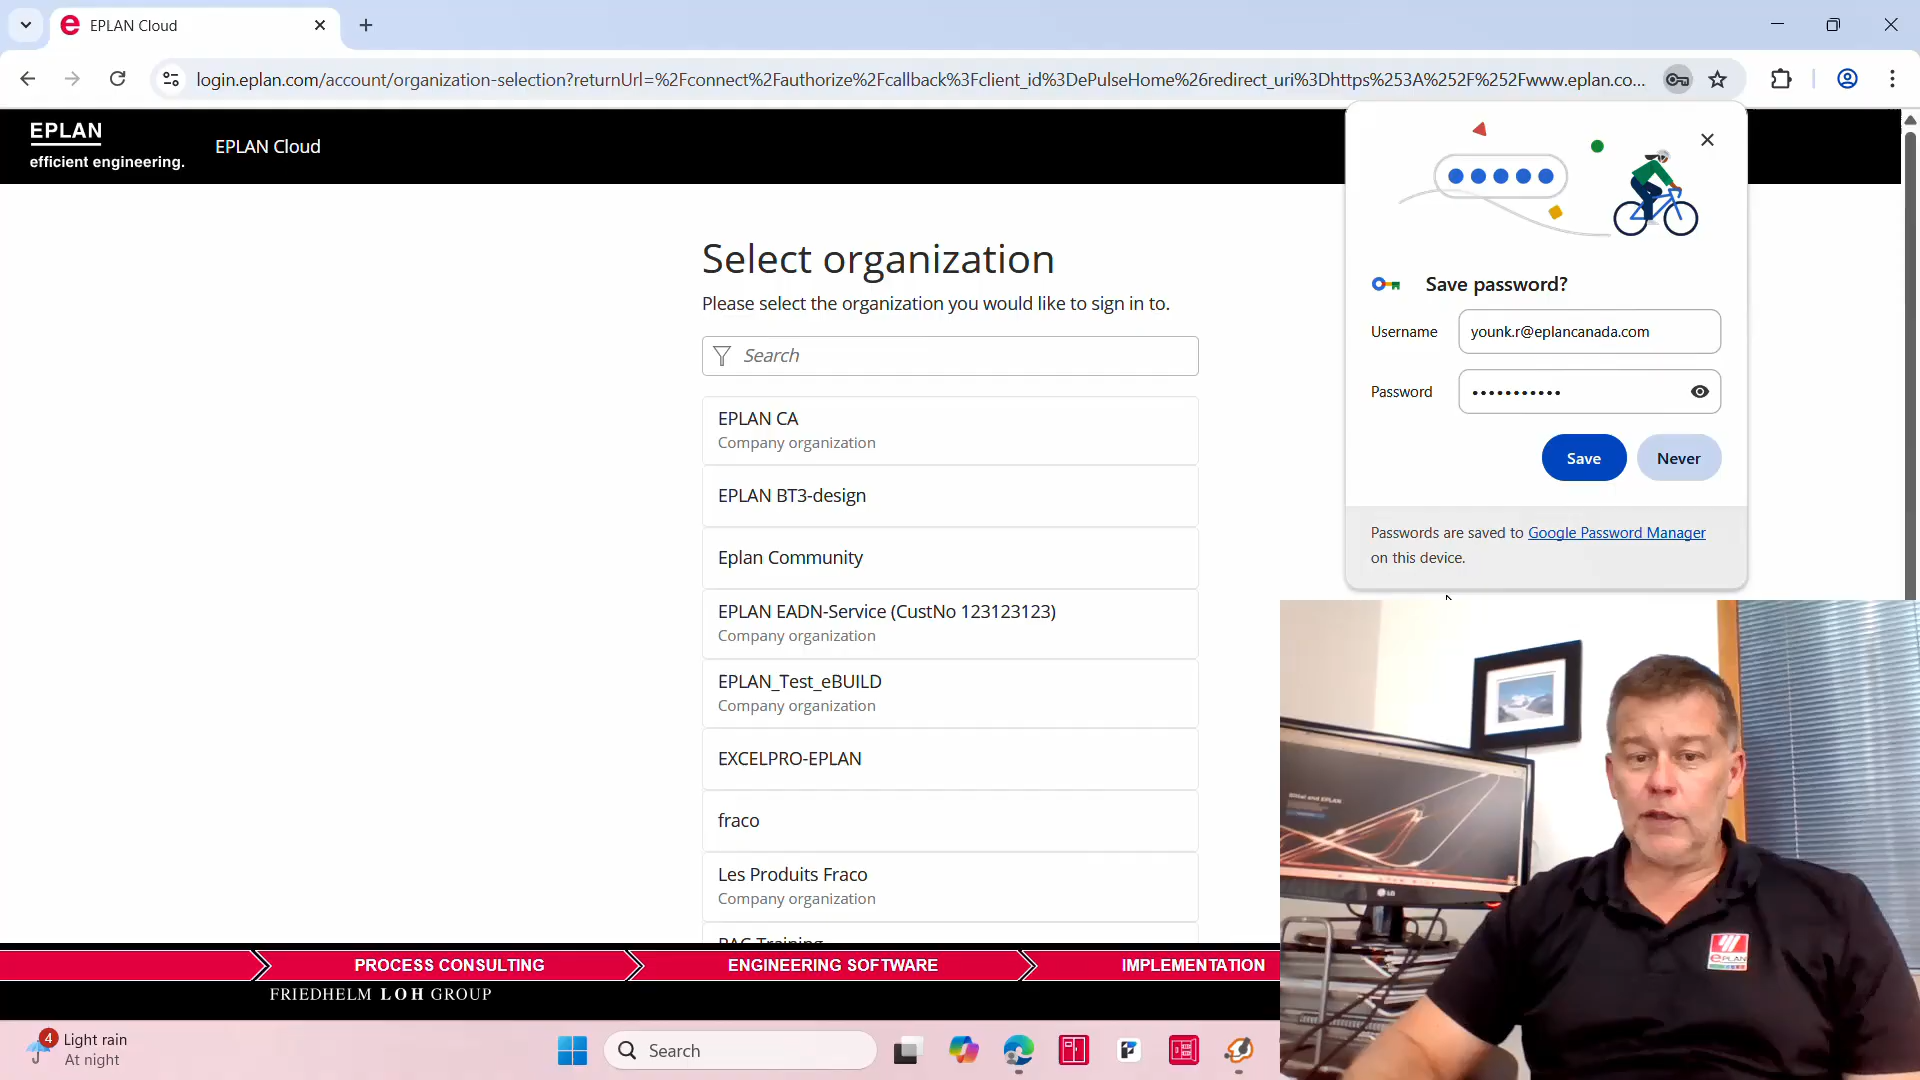 EPLAN Cloud
login.eplan.com/account/organization-selection?returnUrl=%2Fconnect%2Fauthorize%2Fcallback%3Fclient_id%3DePulseHome%26redirect_uri%3Dhttps%253A%252F%252Fwww.eplan.co...
EPLAN
efficient engineering.
EPLAN Cloud
Select organization
Please select the organization you would like to sign in to.
Search
EPLAN CA
Company organization
EPLAN BT3-design
Eplan Community
EPLAN EADN-Service (CustNo 123123123)
Company organization
EPLAN_Test_eBUILD
Company organization
EXCELPRO-EPLAN
fraco
Les Produits Fraco
Company organization
Save password?
Username
younk.r@eplancanada.com
Password
Save
Never
Passwords are saved to Google Password Manager
on this device.
PROCESS CONSULTING
ENGINEERING SOFTWARE
IMPLEMENTATION
FRIEDHELM LOH GROUP
4
Light rain
At night
Search
LG
EPLAN